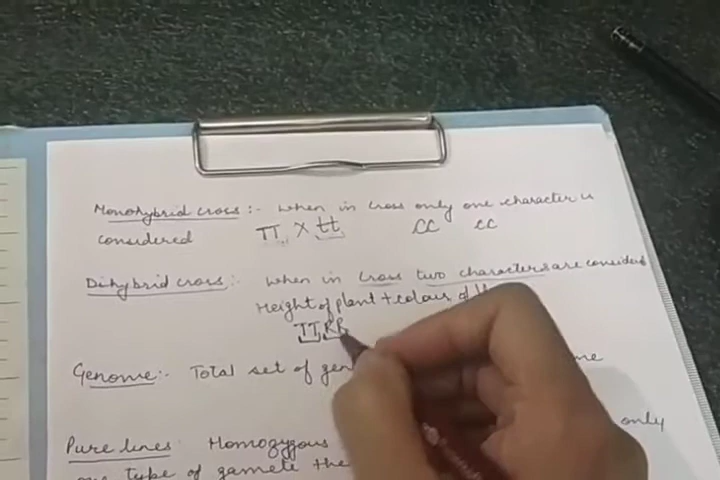 Monohybrid cross :- when in cross only one character is
considered TT X tt CC cc
Dihybrid cross :- when in cross two characters are
Height of plant + colour of
TTRR
Genome :- Total set of
only
Pure lines Homozygous
one type of gamete